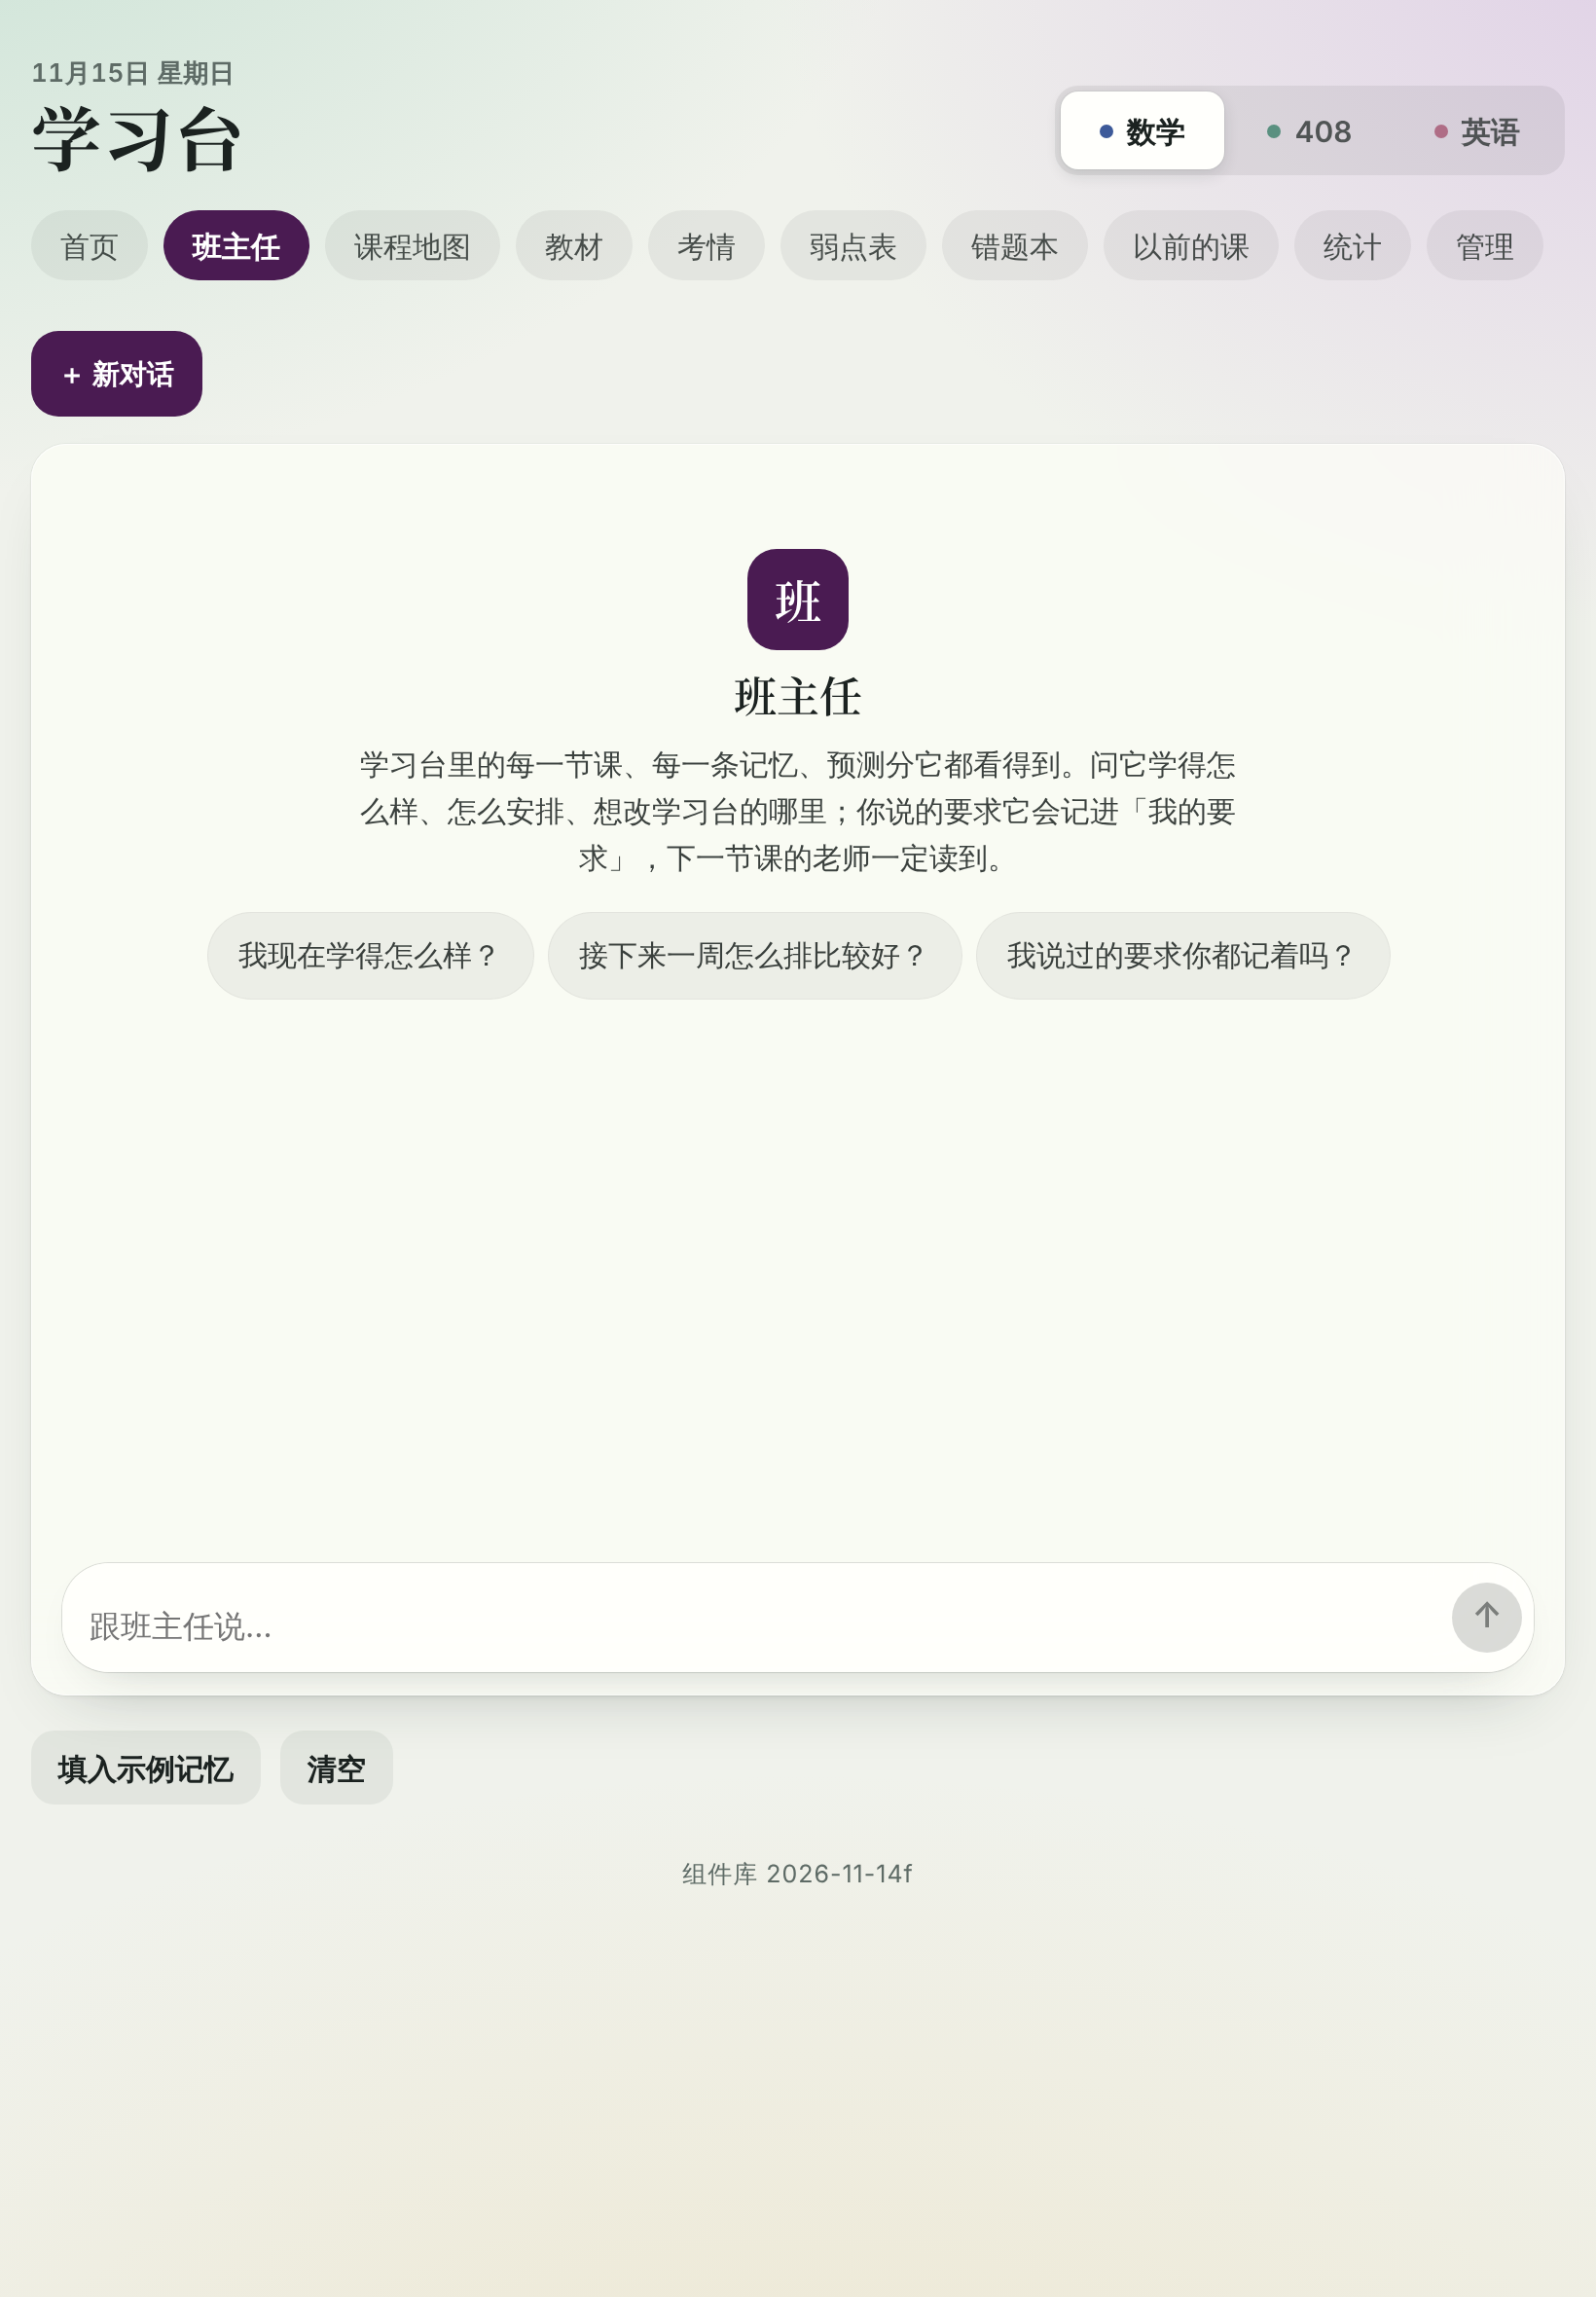 11月15日 星期日
学习台
数学
408
英语
首页
班主任
课程地图
教材
考情
弱点表
错题本
以前的课
统计
管理
+ 新对话
班
班主任
学习台里的每一节课、每一条记忆、预测分它都看得到。问它学得怎
么样、怎么安排、想改学习台的哪里；你说的要求它会记进「我的要
求」，下一节课的老师一定读到。
我现在学得怎么样？
接下来一周怎么排比较好？
我说过的要求你都记着吗？
跟班主任说…
填入示例记忆
清空
组件库 2026-11-14f